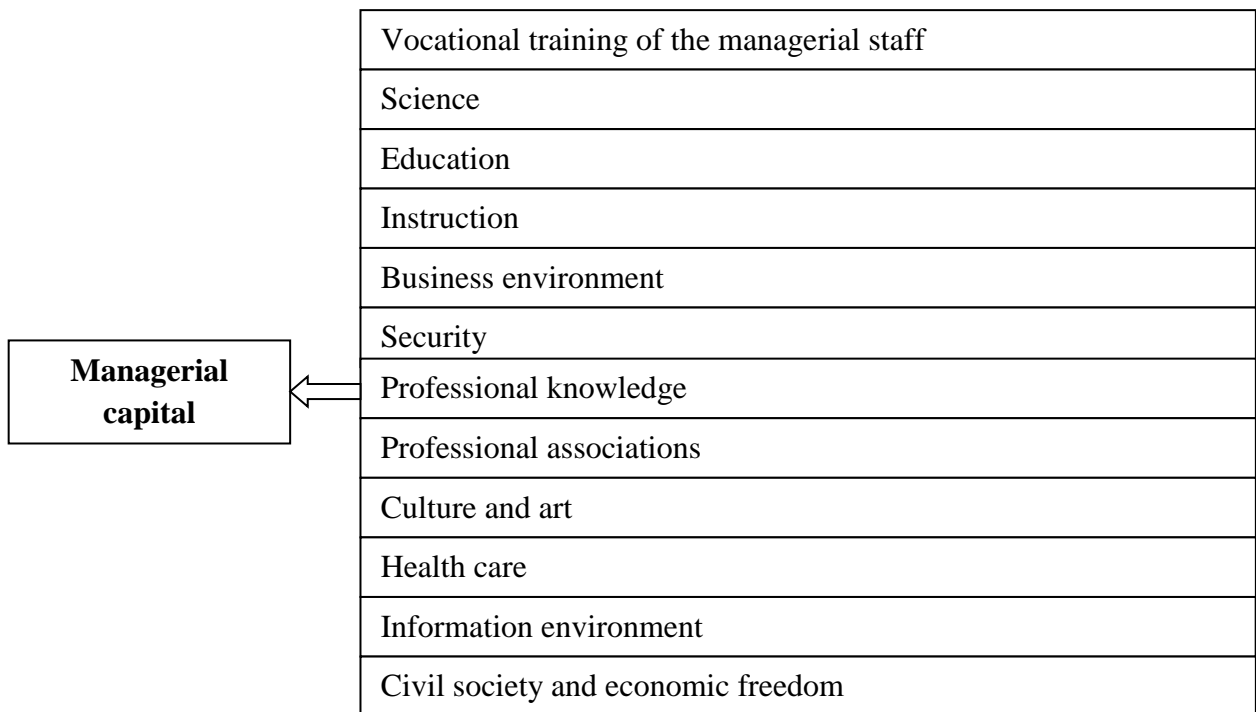 Vocational training of the managerial staff
Science
Education
Instruction
Business environment
Security
Managerial
capital
Professional knowledge
Professional associations
Culture and art
Health care
Information environment
Civil society and economic freedom